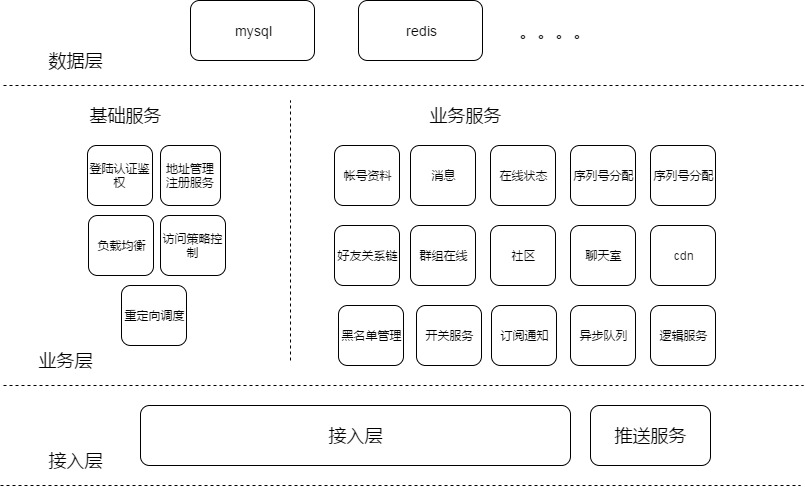 mysql
redis
。。。。
数据层
基础服务
业务服务
登陆认证鉴
权
地址管理
注册服务
帐号资料
消息
在线状态
序列号分配
序列号分配
负载均衡
访问策略控
制
好友关系链
群组在线
社区
聊天室
cdn
重定向调度
黑名单管理
开关服务
订阅通知
异步队列
逻辑服务
业务层
接入层
推送服务
接入层